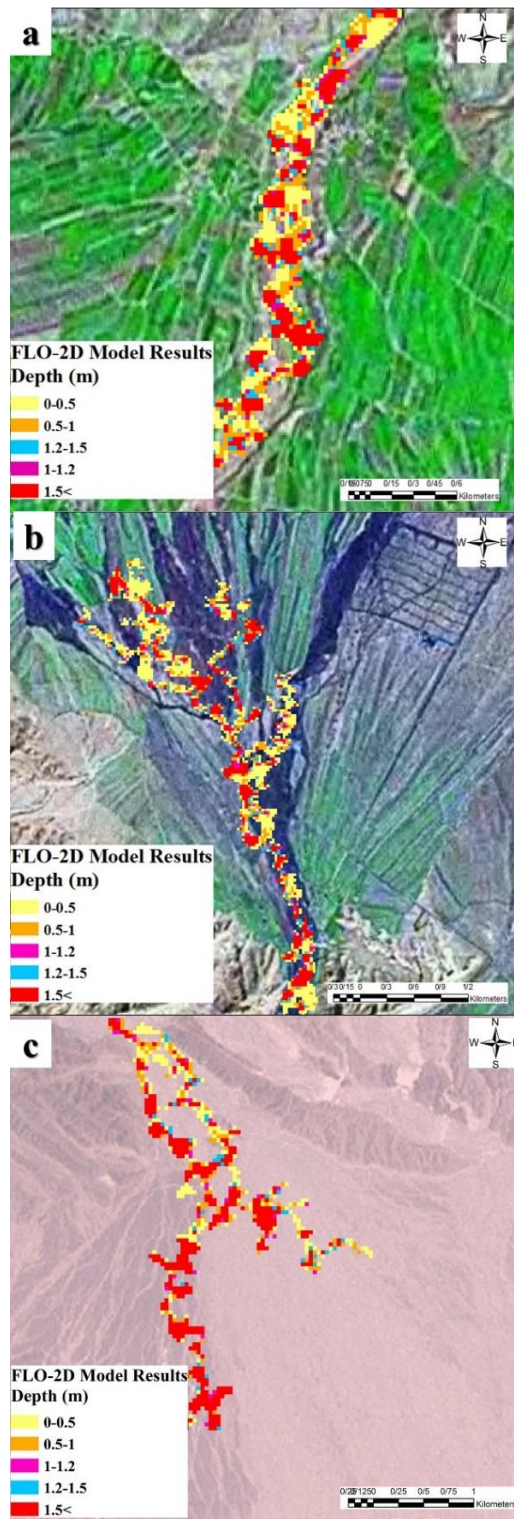 a
N
W E
S
FLO-2D Model Results
Depth (m)
0-0.5
0.5-1
1.2-1.5
1-1.2
1.5<
0/15 0/3 0/45 0/6
Kilometers
b
N
W E
S
FLO-2D Model Results
Depth (m)
0-0.5
0.5-1
1-1.2
1.2-1.5
1.5<
0/30/15 0 0/3 0/6 0/9 1/2
Kilometers
c
N
W E
S
FLO-2D Model Results
Depth (m)
0-0.5
0.5-1
1-1.2
1.2-1.5
1.5<
0/25 0/5 0/75 1
Kilometers